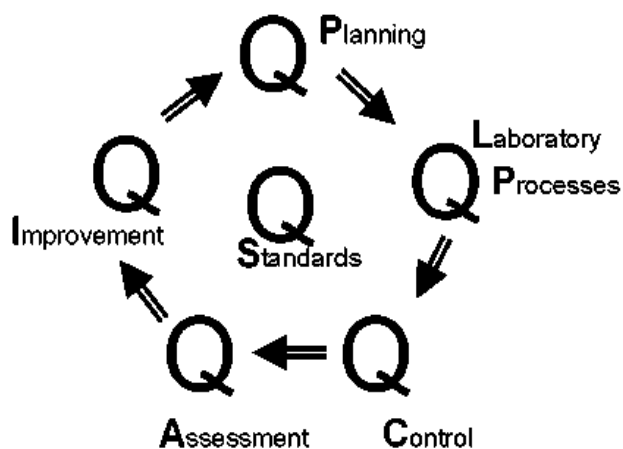 Q Planning
Q Laboratory
Processes
Q Control
Q Assessment
Q Improvement
Q Standards